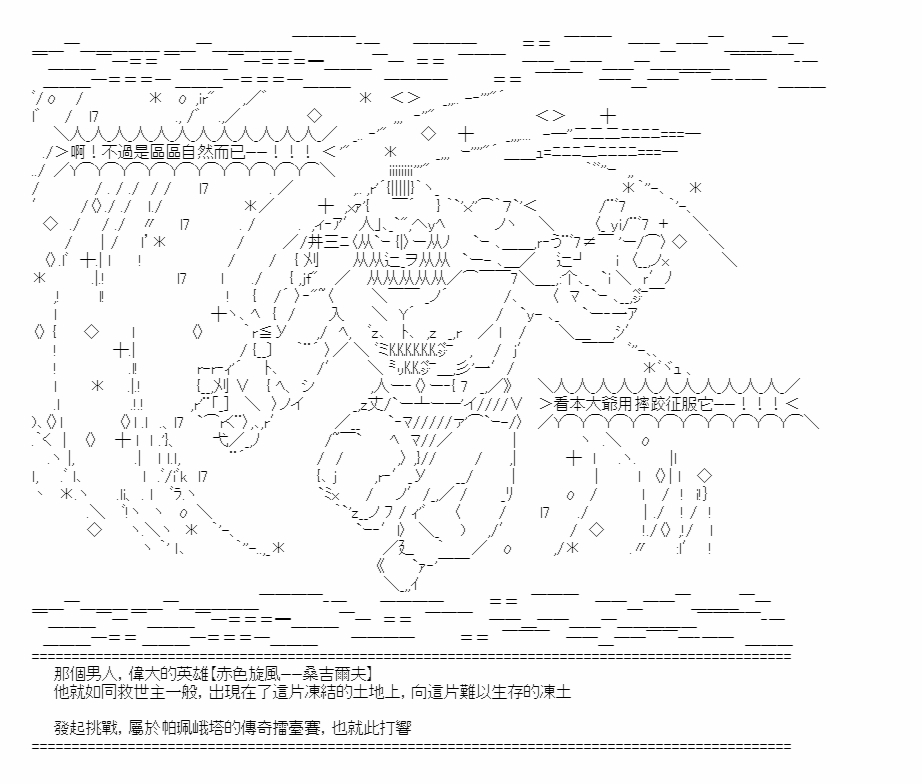 啊！不過是區區自然而已——！！！
看本大爺用摔跤征服它——！！！
那個男人，偉大的英雄【赤色旋風——桑吉爾夫】
他就如同救世主一般，出現在了這片凍結的土地上，向這片難以生存的凍土
發起挑戰，屬於帕珮峨塔的傳奇擂臺賽，也就此打響